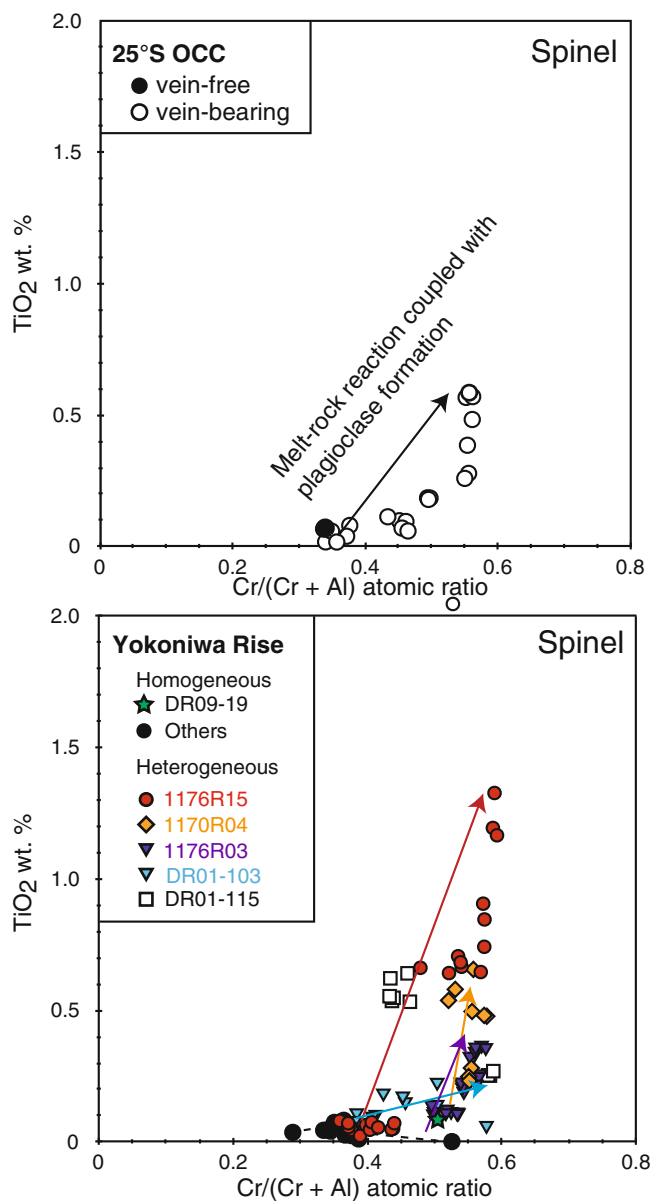 25°S OCC
vein-free
vein-bearing
Spinel
2.0
1.5
1.0
0.5
0
TiO2 wt. %
Melt-rock reaction coupled with
plagioclase formation
0
0.2
0.4
0.6
0.8
Cr/(Cr + Al) atomic ratio
Yokoniwa Rise
Homogeneous
DR09-19
Others
Heterogeneous
1176R15
1170R04
1176R03
DR01-103
DR01-115
Spinel
2.0
1.5
1.0
0.5
0
TiO2 wt. %
0
0.2
0.4
0.6
0.8
Cr/(Cr + Al) atomic ratio